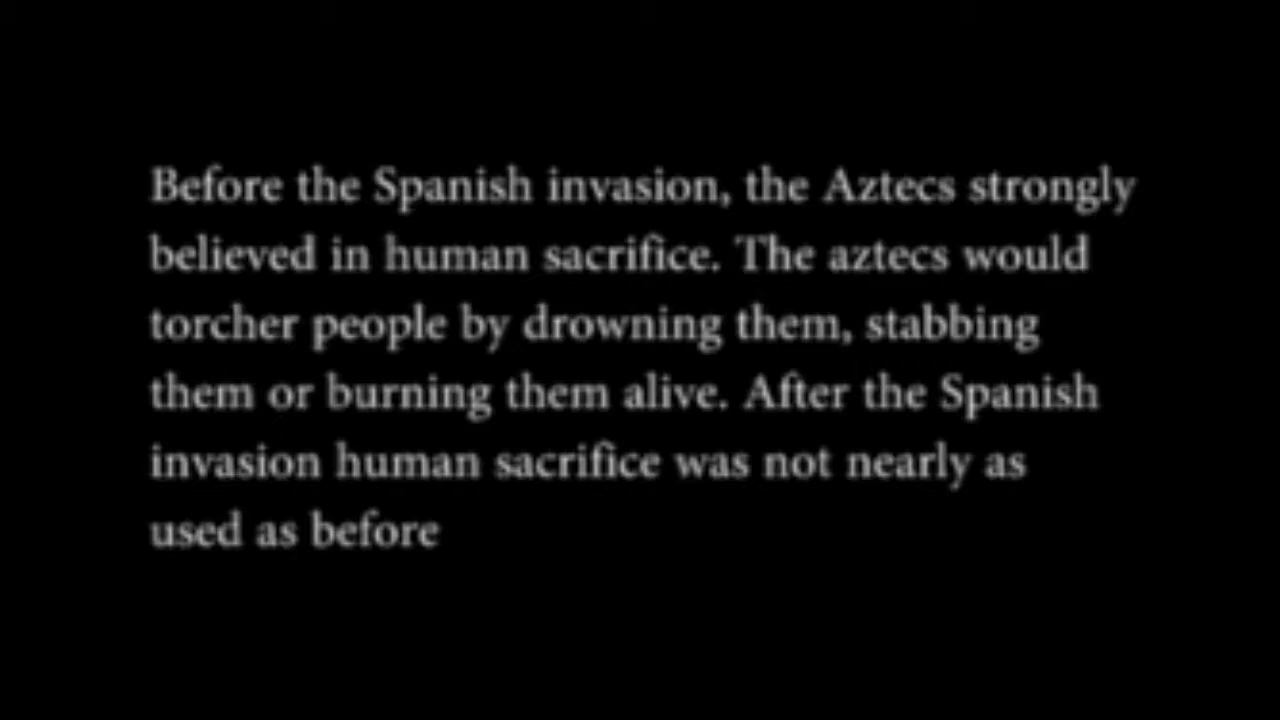 Before the Spanish invasion, the Aztecs strongly
believed in human sacrifice. The aztecs would
torcher people by drowning them, stabbing
them or burning them alive. After the Spanish
invasion human sacrifice was not nearly as
used as before